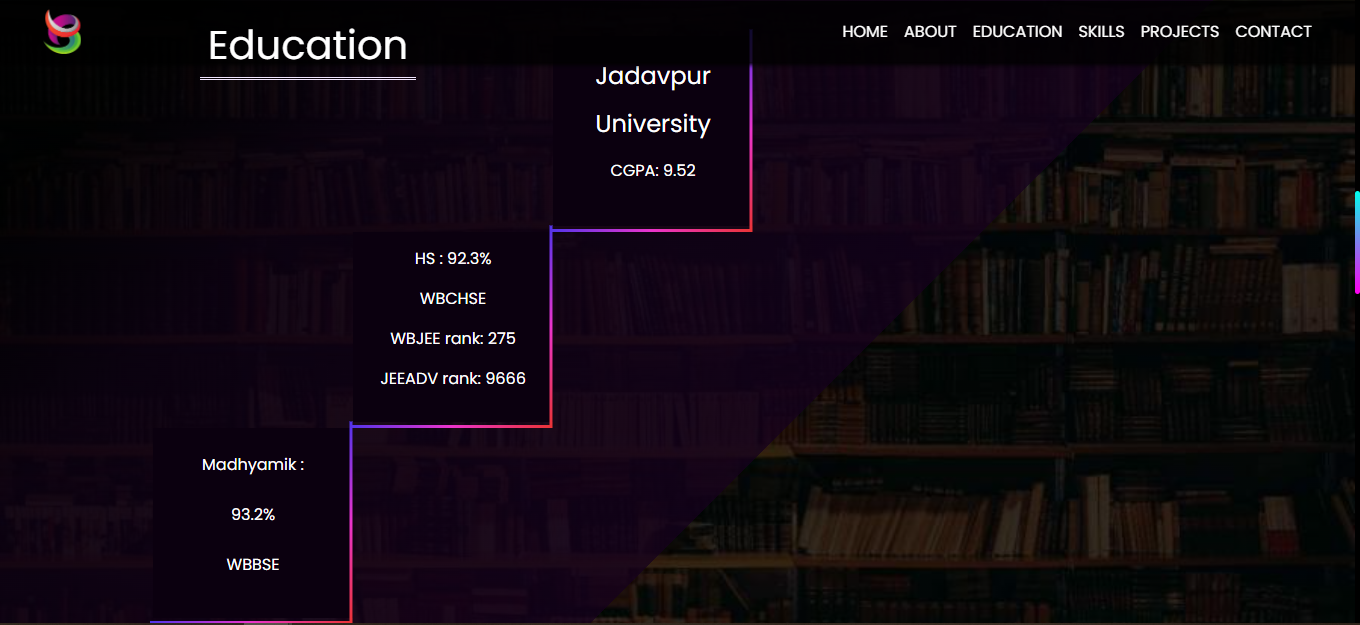 Education
HOME ABOUT EDUCATION SKILLS PROJECTS CONTACT
Jadavpur
University
CGPA: 9.52
HS : 92.3%
WBCHSE
WBJEE rank: 275
JEEADV rank: 9666
Madhyamik :
93.2%
WBBSE